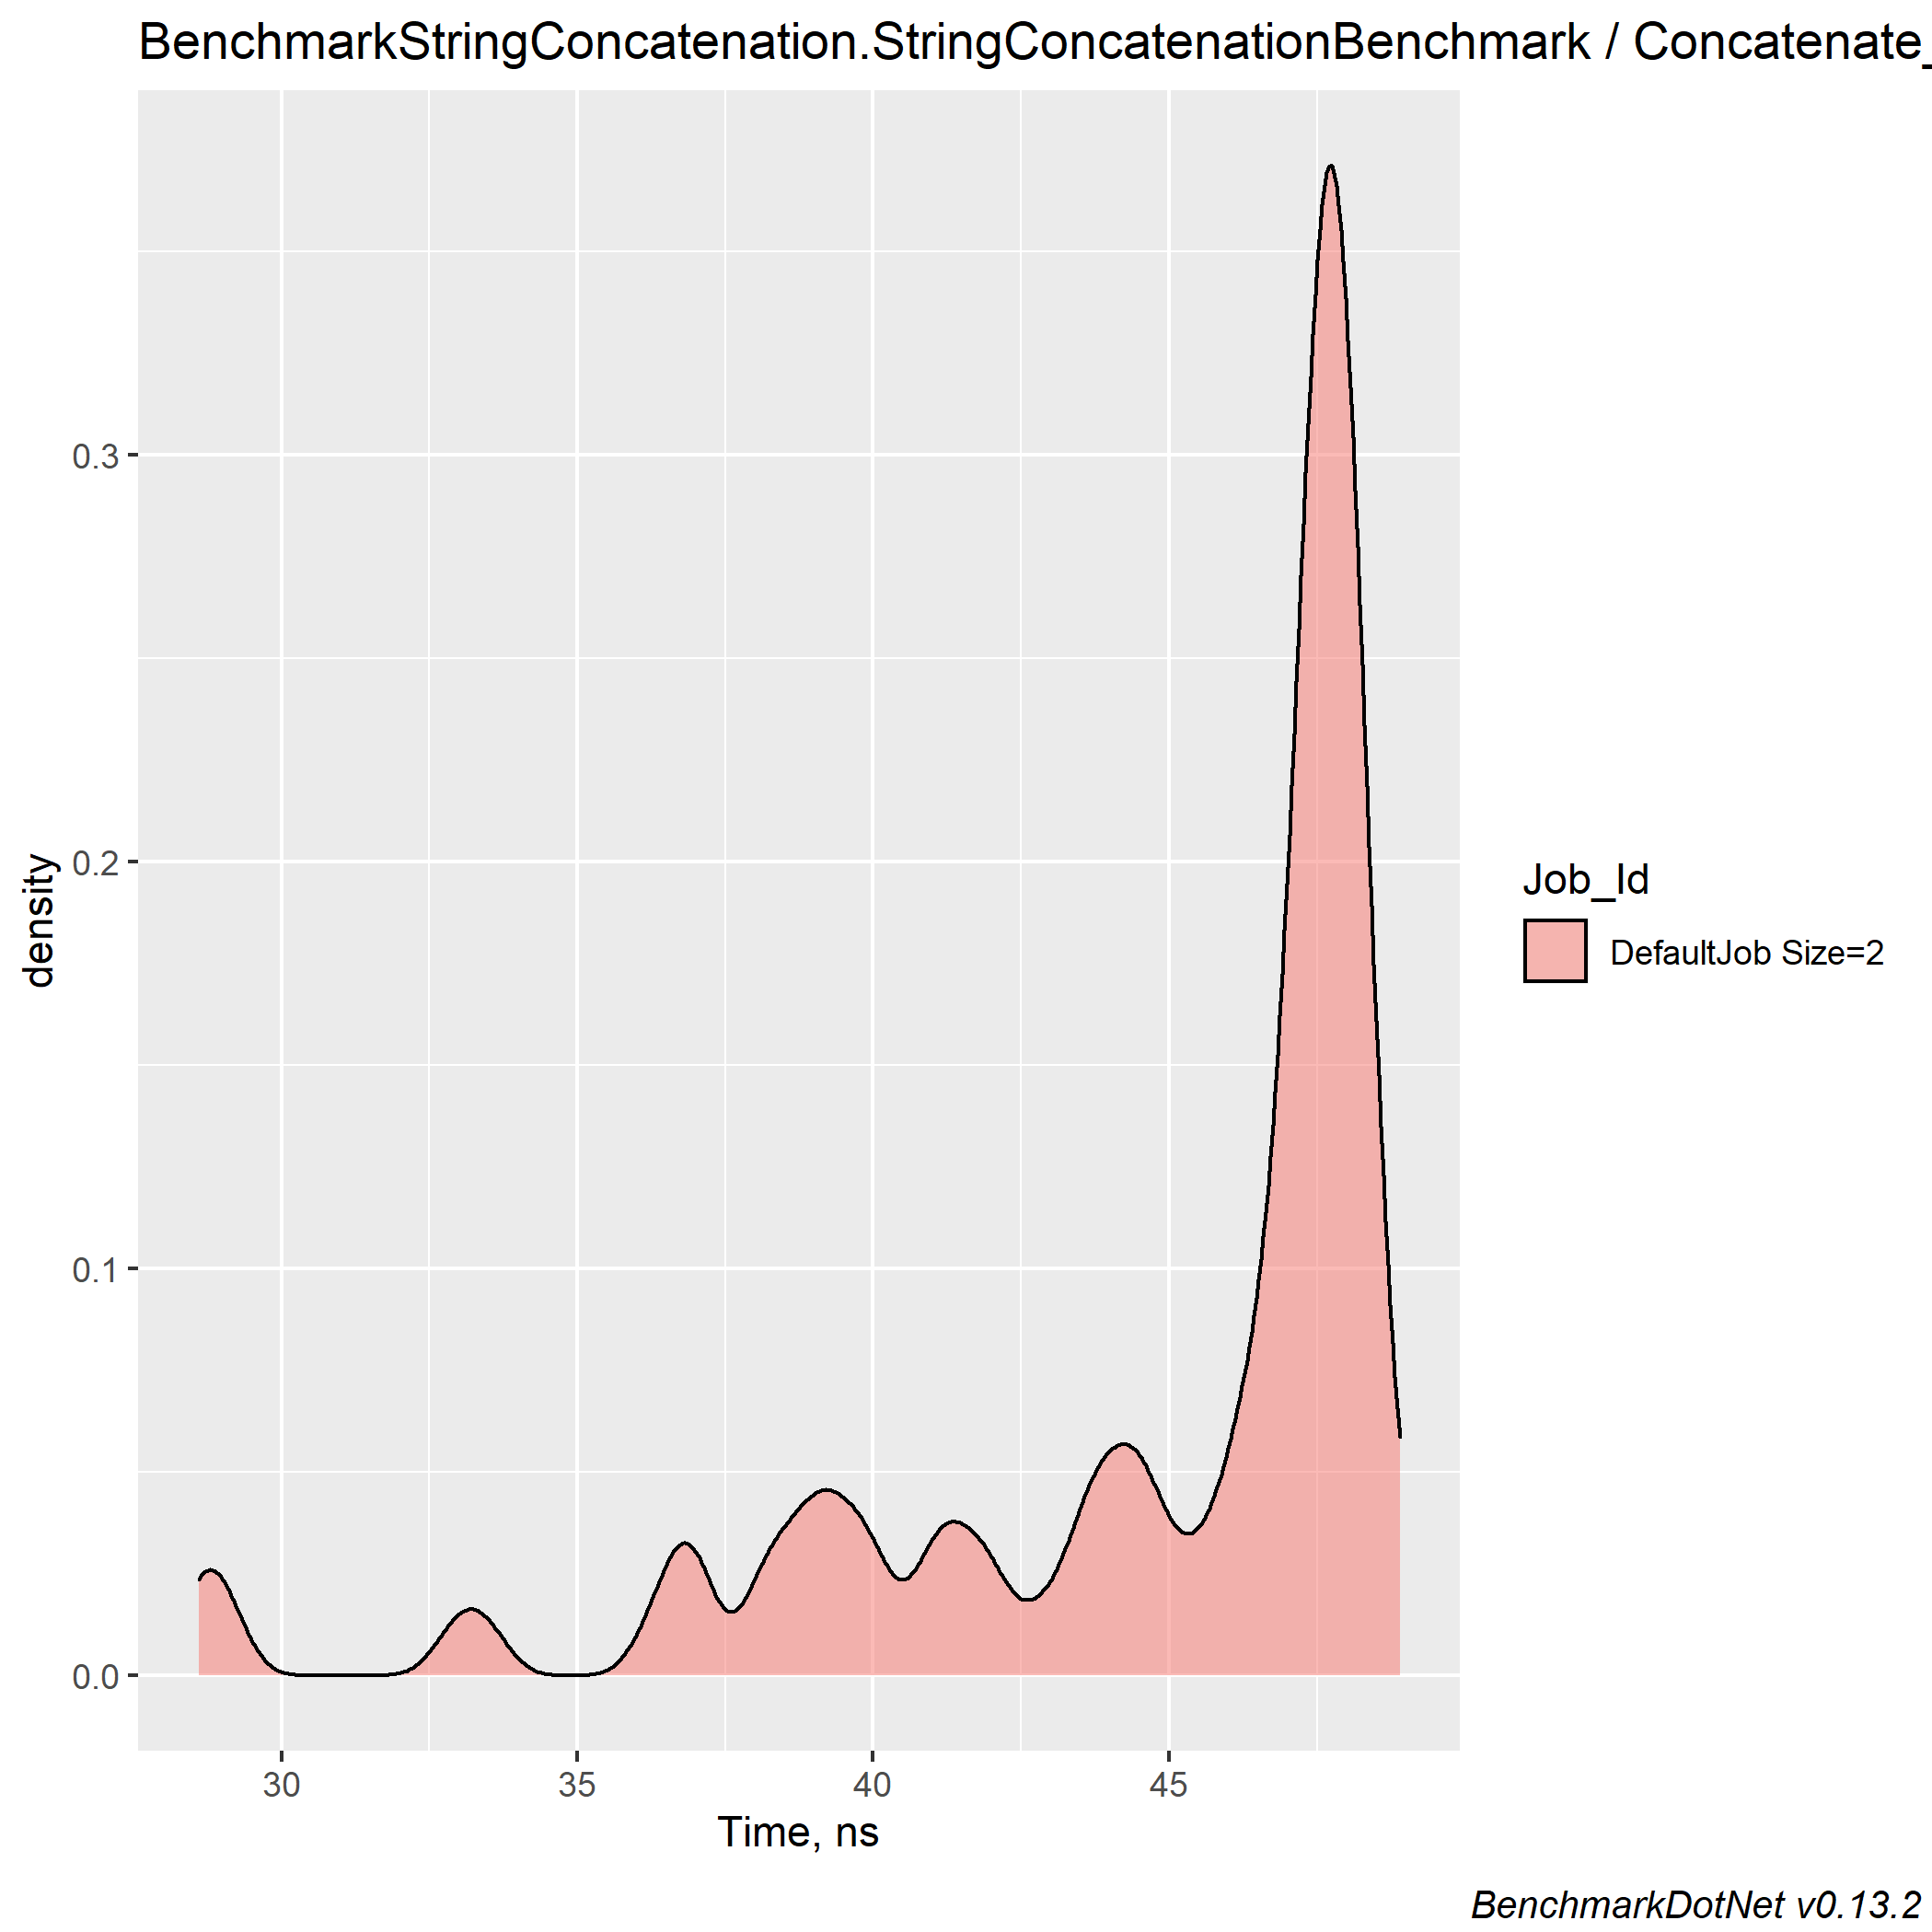 BenchmarkStringConcatenation.StringConcatenationBenchmark / Concatenate_
density
0.3
0.2
0.1
0.0
30 35 40 45
Time, ns
Job_Id
DefaultJob Size=2
BenchmarkDotNet v0.13.2